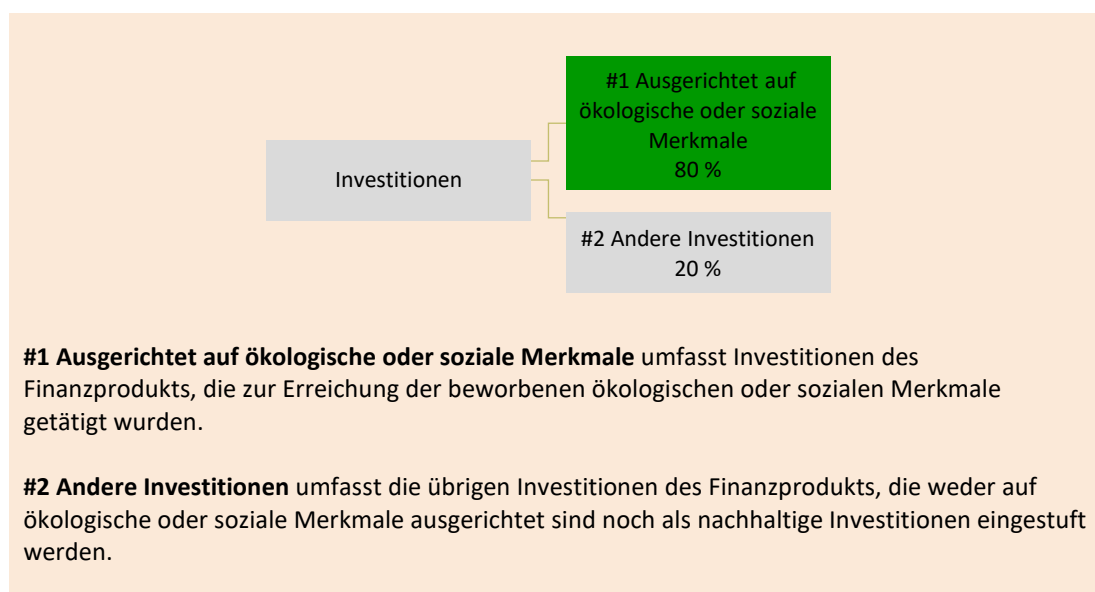 #1 Ausgerichtet auf
ökologische oder soziale
Merkmale
80 %
Investitionen
#2 Andere Investitionen
20 %
#1 Ausgerichtet auf ökologische oder soziale Merkmale umfasst Investitionen des
Finanzprodukts, die zur Erreichung der beworbenen ökologischen oder sozialen Merkmale
getätigt wurden.
#2 Andere Investitionen umfasst die übrigen Investitionen des Finanzprodukts, die weder auf
ökologische oder soziale Merkmale ausgerichtet sind noch als nachhaltige Investitionen eingestuft
werden.